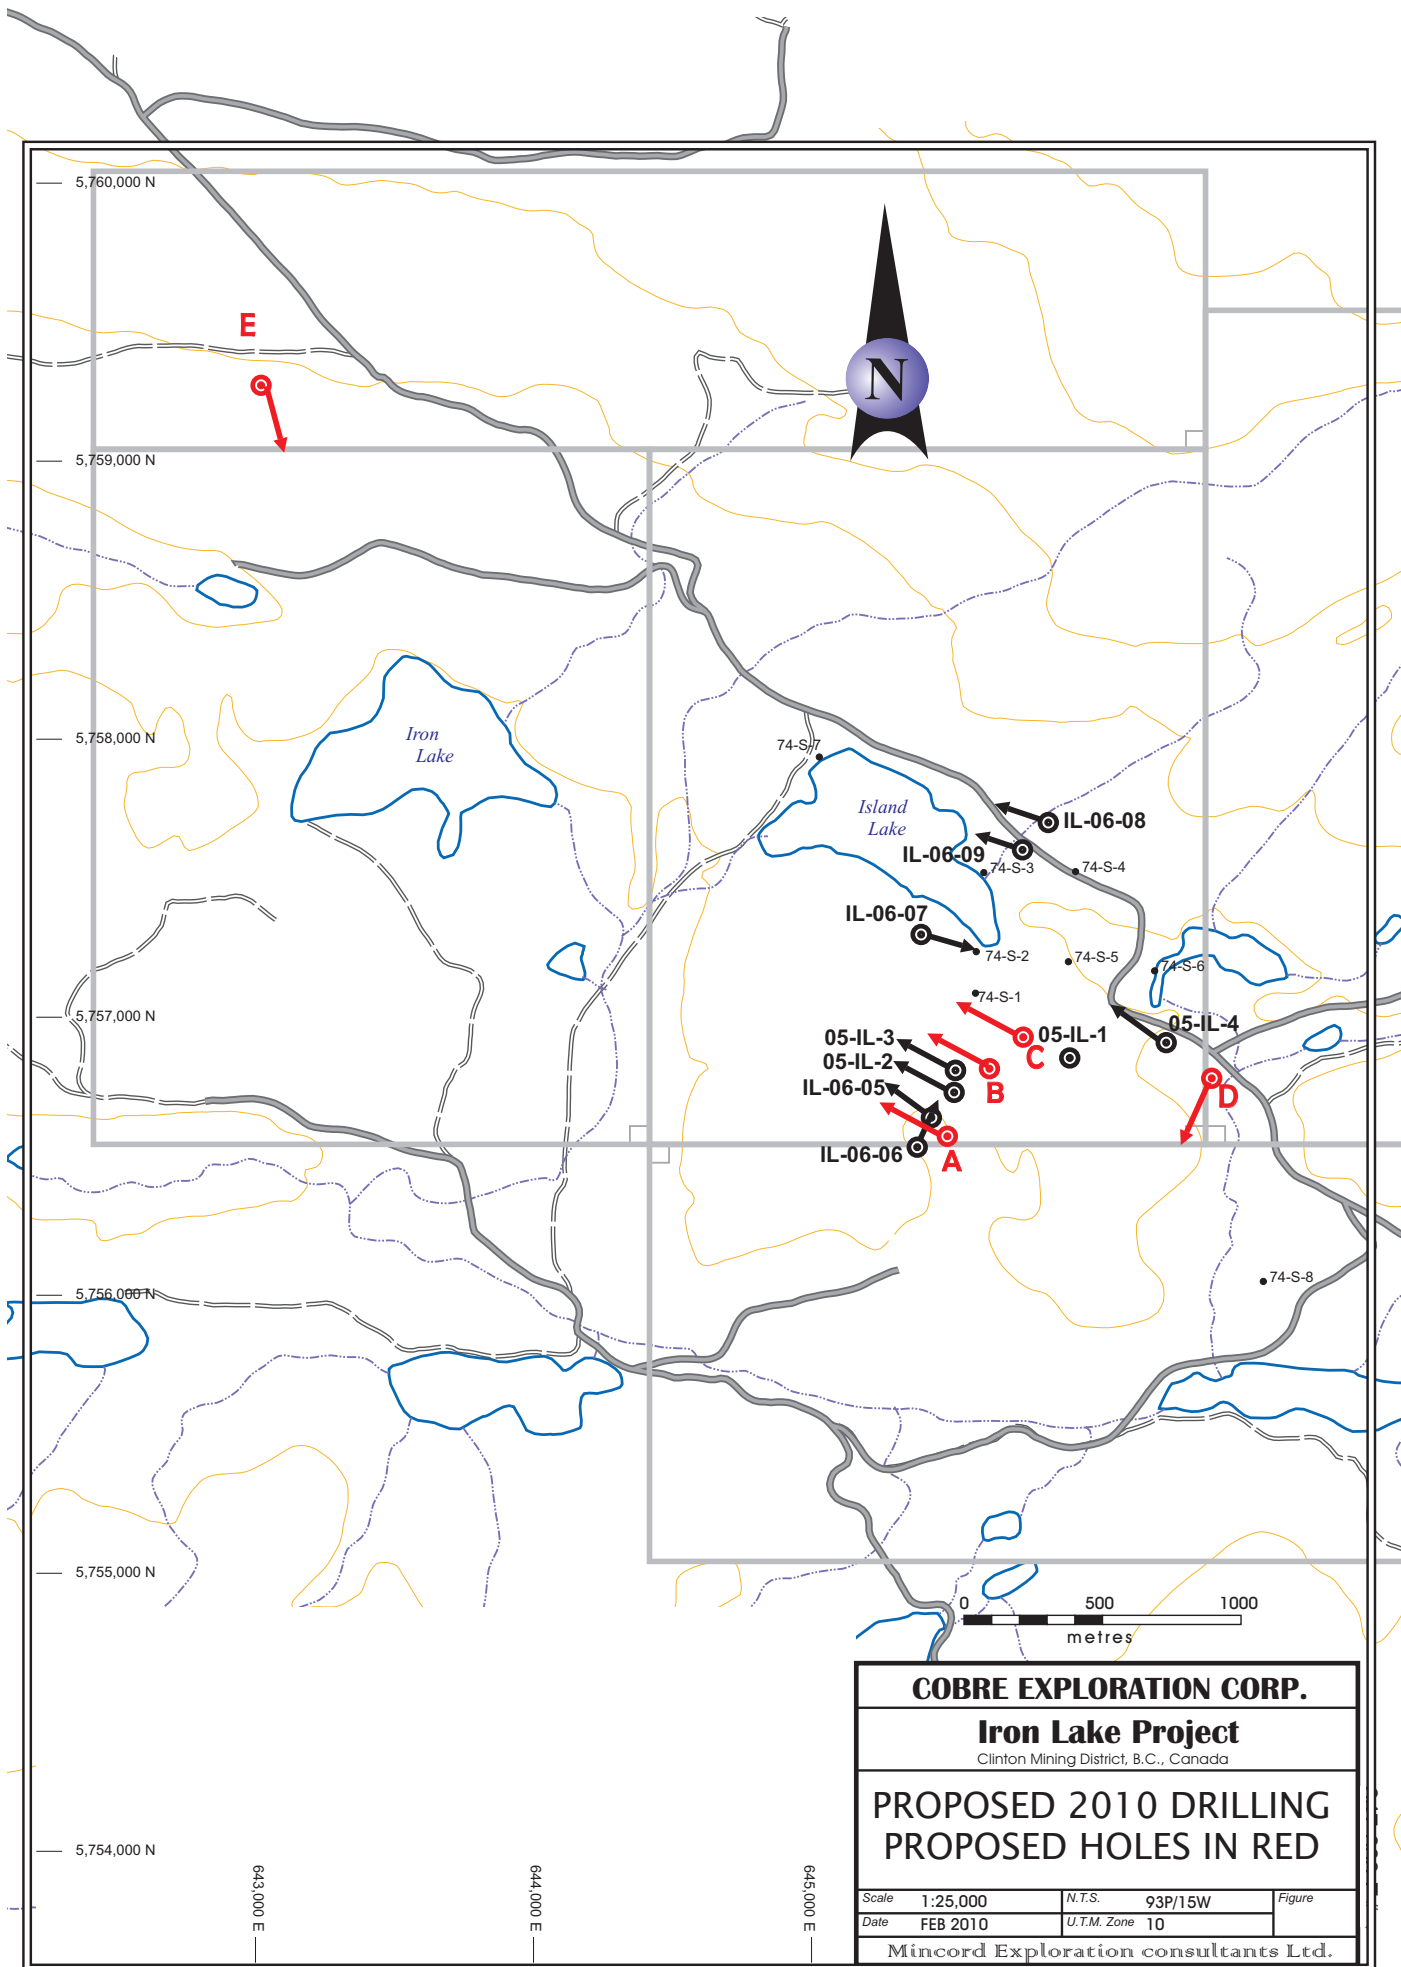 5,760,000 N
E
N
5,759,000 N
5,758,000 N
Iron
Lake
74-S-7
Island
Lake
IL-06-08
IL-06-09
74-S-3
74-S-4
IL-06-07
74-S-2
74-S-5
74-S-6
74-S-1
5,757,000 N
05-IL-3
05-IL-1
05-IL-4
C
05-IL-2
B
IL-06-05
D
IL-06-06
A
74-S-8
5,756,000 N
5,755,000 N
0 500 1000
metres
COBRE EXPLORATION CORP.
Iron Lake Project
Clinton Mining District, B.C., Canada
PROPOSED 2010 DRILLING
PROPOSED HOLES IN RED
5,754,000 N
643,000 E
644,000 E
645,000 E
Scale 1:25,000 N.T.S. 93P/15W Figure
Date FEB 2010 U.T.M. Zone 10
Mincord Exploration consultants Ltd.